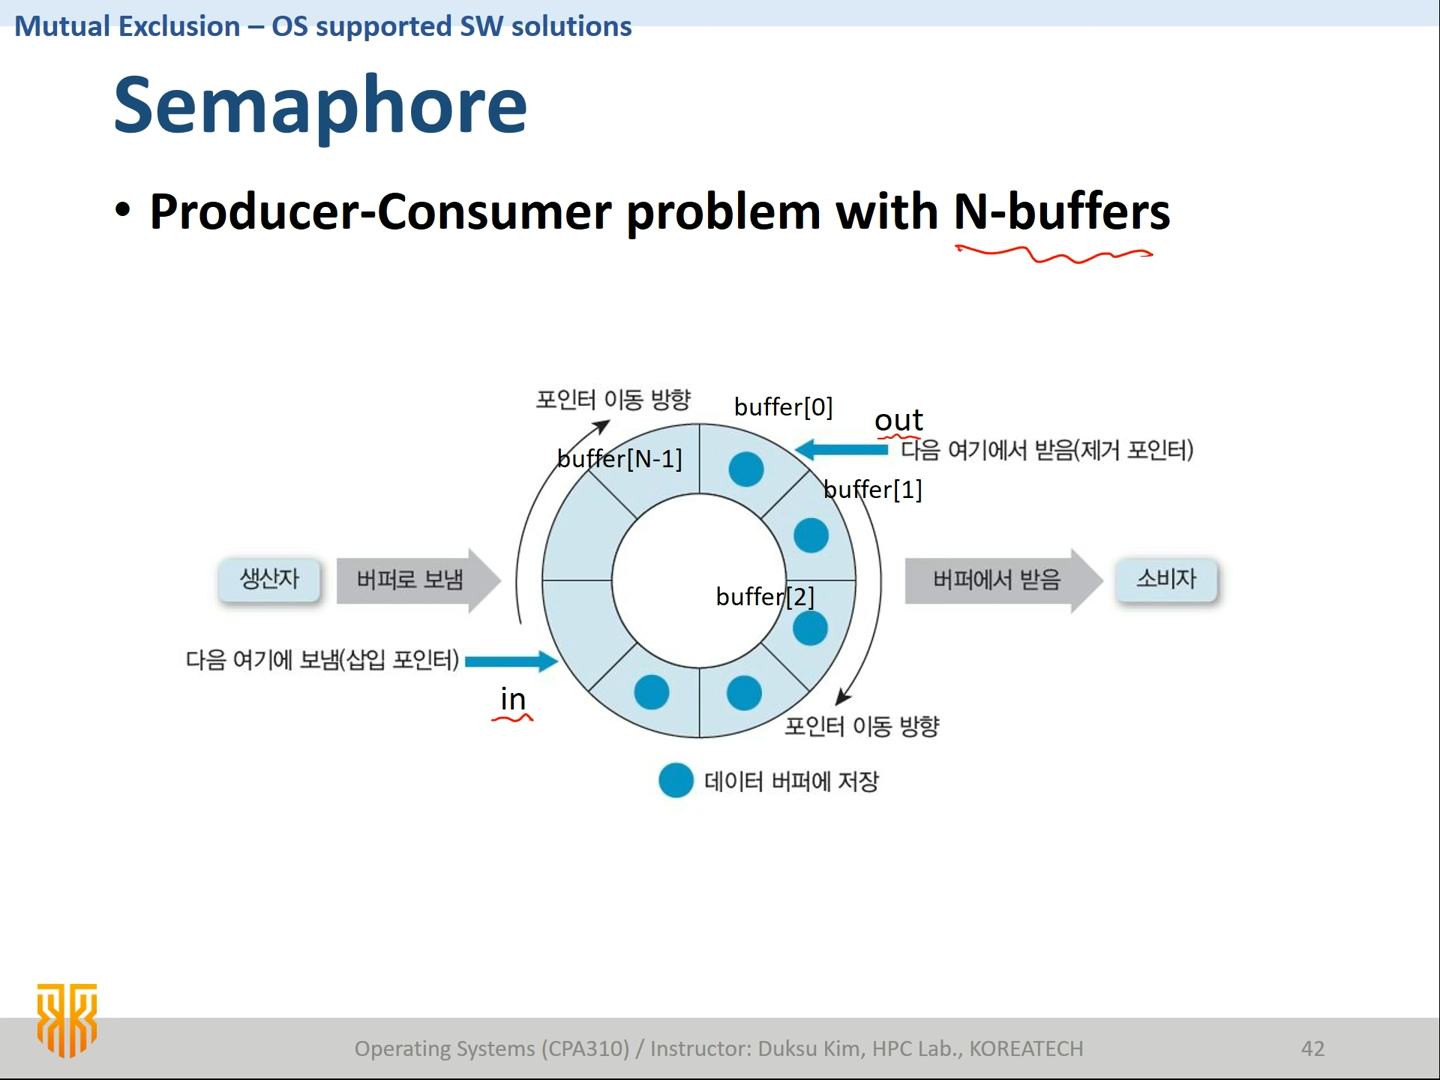 Mutual Exclusion – OS supported SW solutions
Semaphore
• Producer-Consumer problem with N-buffers
포인터 이동 방향
buffer[0]
out
다음 여기에서 받음(제거 포인터)
buffer[N-1]
buffer[1]
생산자
버퍼로 보냄
buffer[2]
버퍼에서 받음
소비자
다음 여기에 보냄(삽입 포인터)
in
포인터 이동 방향
데이터 버퍼에 저장
Operating Systems (CPA310) / Instructor: Duksu Kim, HPC Lab., KOREATECH
42